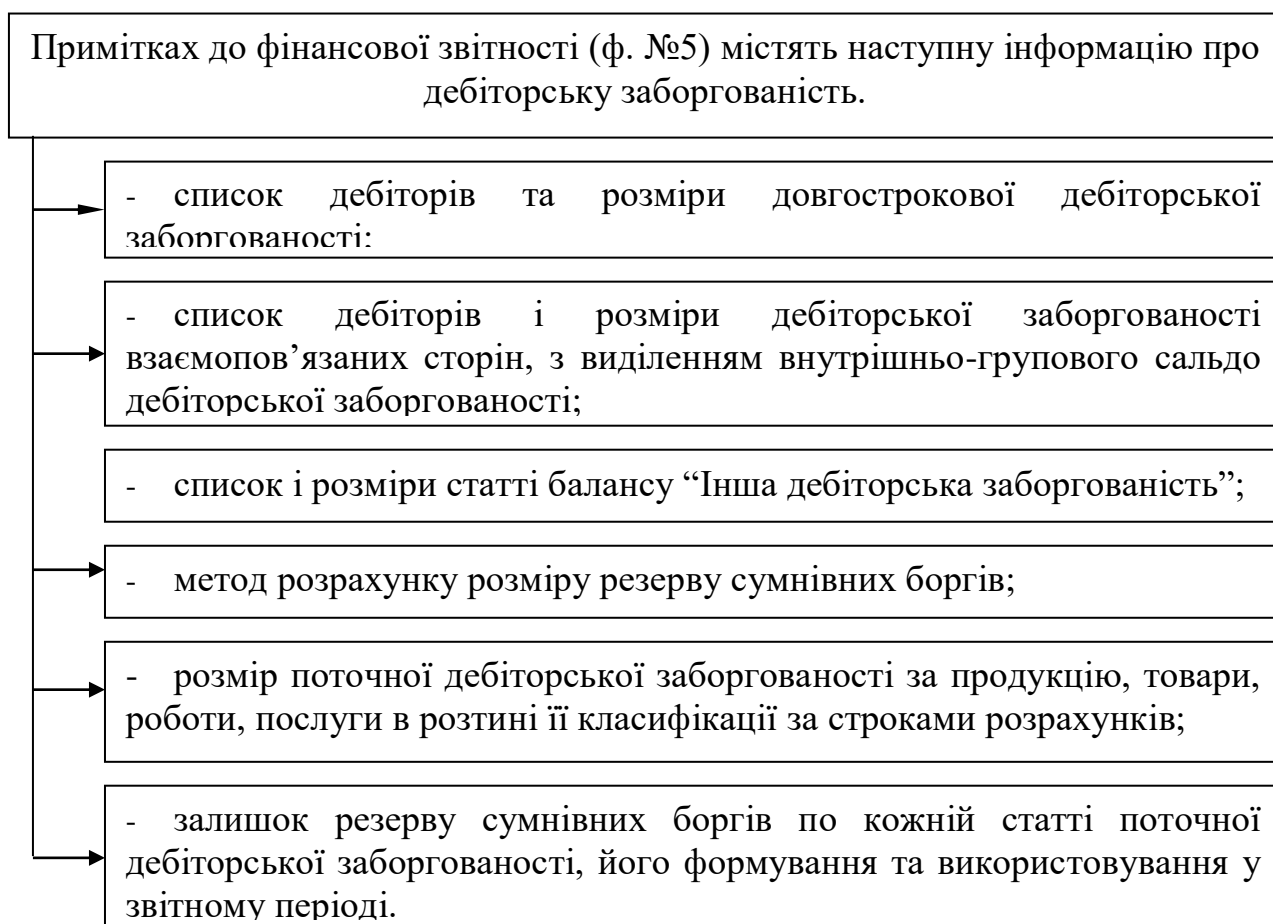 Примітках до фінансової звітності (ф. №5) містять наступну інформацію про
дебіторську заборгованість.
- список дебіторів та розміри довгострокової дебіторської
заборгованості;
- список дебіторів і розміри дебіторської заборгованості
взаємопов’язаних сторін, з виділенням внутрішньо-групового сальдо
дебіторської заборгованості;
- список і розміри статті балансу “Інша дебіторська заборгованість”;
- метод розрахунку розміру резерву сумнівних боргів;
- розмір поточної дебіторської заборгованості за продукцію, товари,
роботи, послуги в розтині її класифікації за строками розрахунків;
- залишок резерву сумнівних боргів по кожній статті поточної
дебіторської заборгованості, його формування та використовування у
звітному періоді.